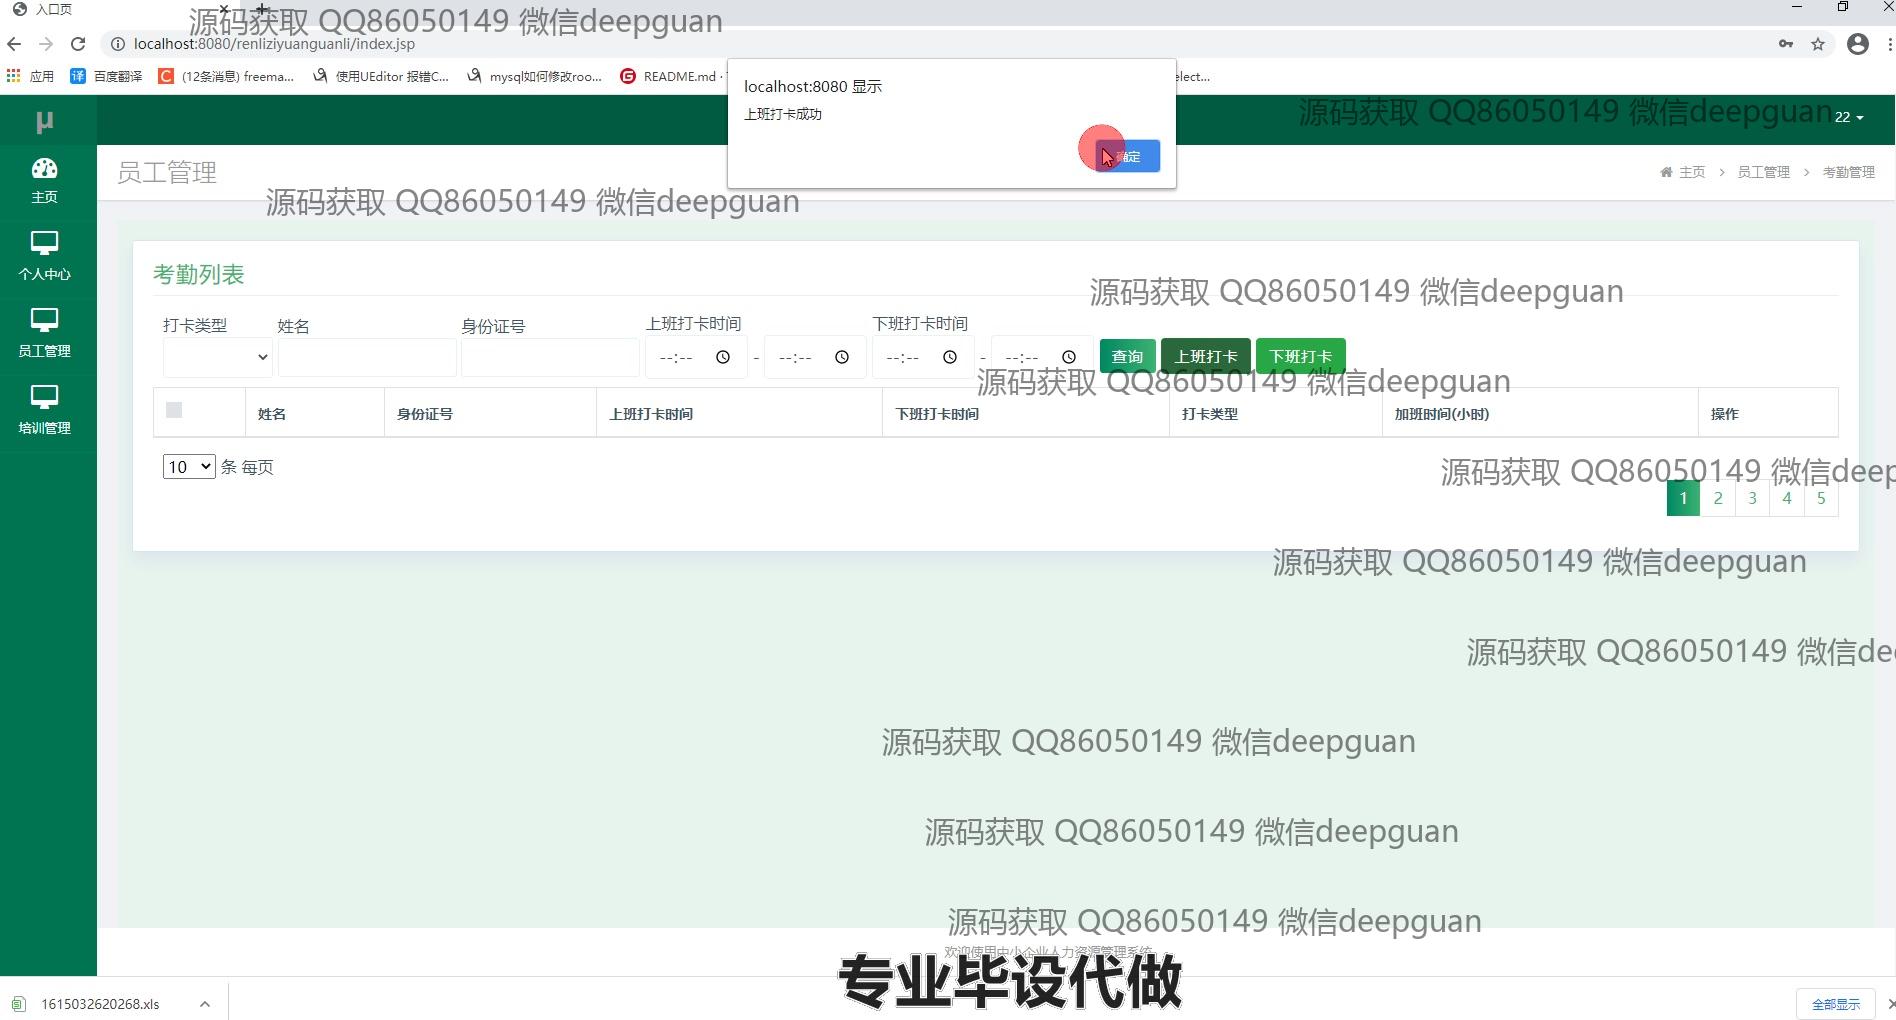 入口页
源码获取 QQ86050149 微信deepguan
localhost:8080/renliziyuanguanli/index.jsp
应用
译 百度翻译
C (12条消息) freema...
使用UEditor 报错C...
mysql如何修改roo...
G README.md ·
elect...
localhost:8080 显示
上班打卡成功
确定
μ
源码获取 QQ86050149 微信deepguan
22
主页
个人中心
员工管理
培训管理
员工管理
主页 > 员工管理 > 考勤管理
源码获取 QQ86050149 微信deepguan
考勤列表
源码获取 QQ86050149 微信deepguan
打卡类型 姓名 身份证号 上班打卡时间 下班打卡时间
--:-- - --:-- --:-- - --:-- 查询 上班打卡 下班打卡
源码获取 QQ86050149 微信deepguan
姓名 身份证号 上班打卡时间 下班打卡时间 打卡类型 加班时间(小时) 操作
10 条 每页
源码获取 QQ86050149 微信deep
1 2 3 4 5
源码获取 QQ86050149 微信deepguan
源码获取 QQ86050149 微信dee
源码获取 QQ86050149 微信deepguan
源码获取 QQ86050149 微信deepguan
源码获取 QQ86050149 微信deepguan
欢迎使用中小企业人力资源管理系统
专业毕设代做
1615032620268.xls
全部显示